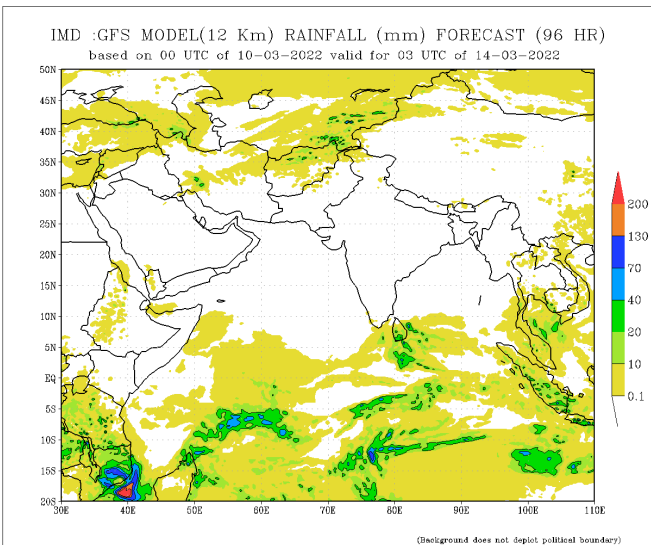 IMD :GFS MODEL(12 Km) RAINFALL (mm) FORECAST (96 HR)
based on 00 UTC of 10-03-2022 valid for 03 UTC of 14-03-2022
50N
45N
40N
35N
30N
25N
20N
15N
10N
5N
EQ
5S
10S
15S
20S
30E 40E 50E 60E 70E 80E 90E 100E 110E
200
130
70
40
20
10
0.1
(Background does not depict political boundary)